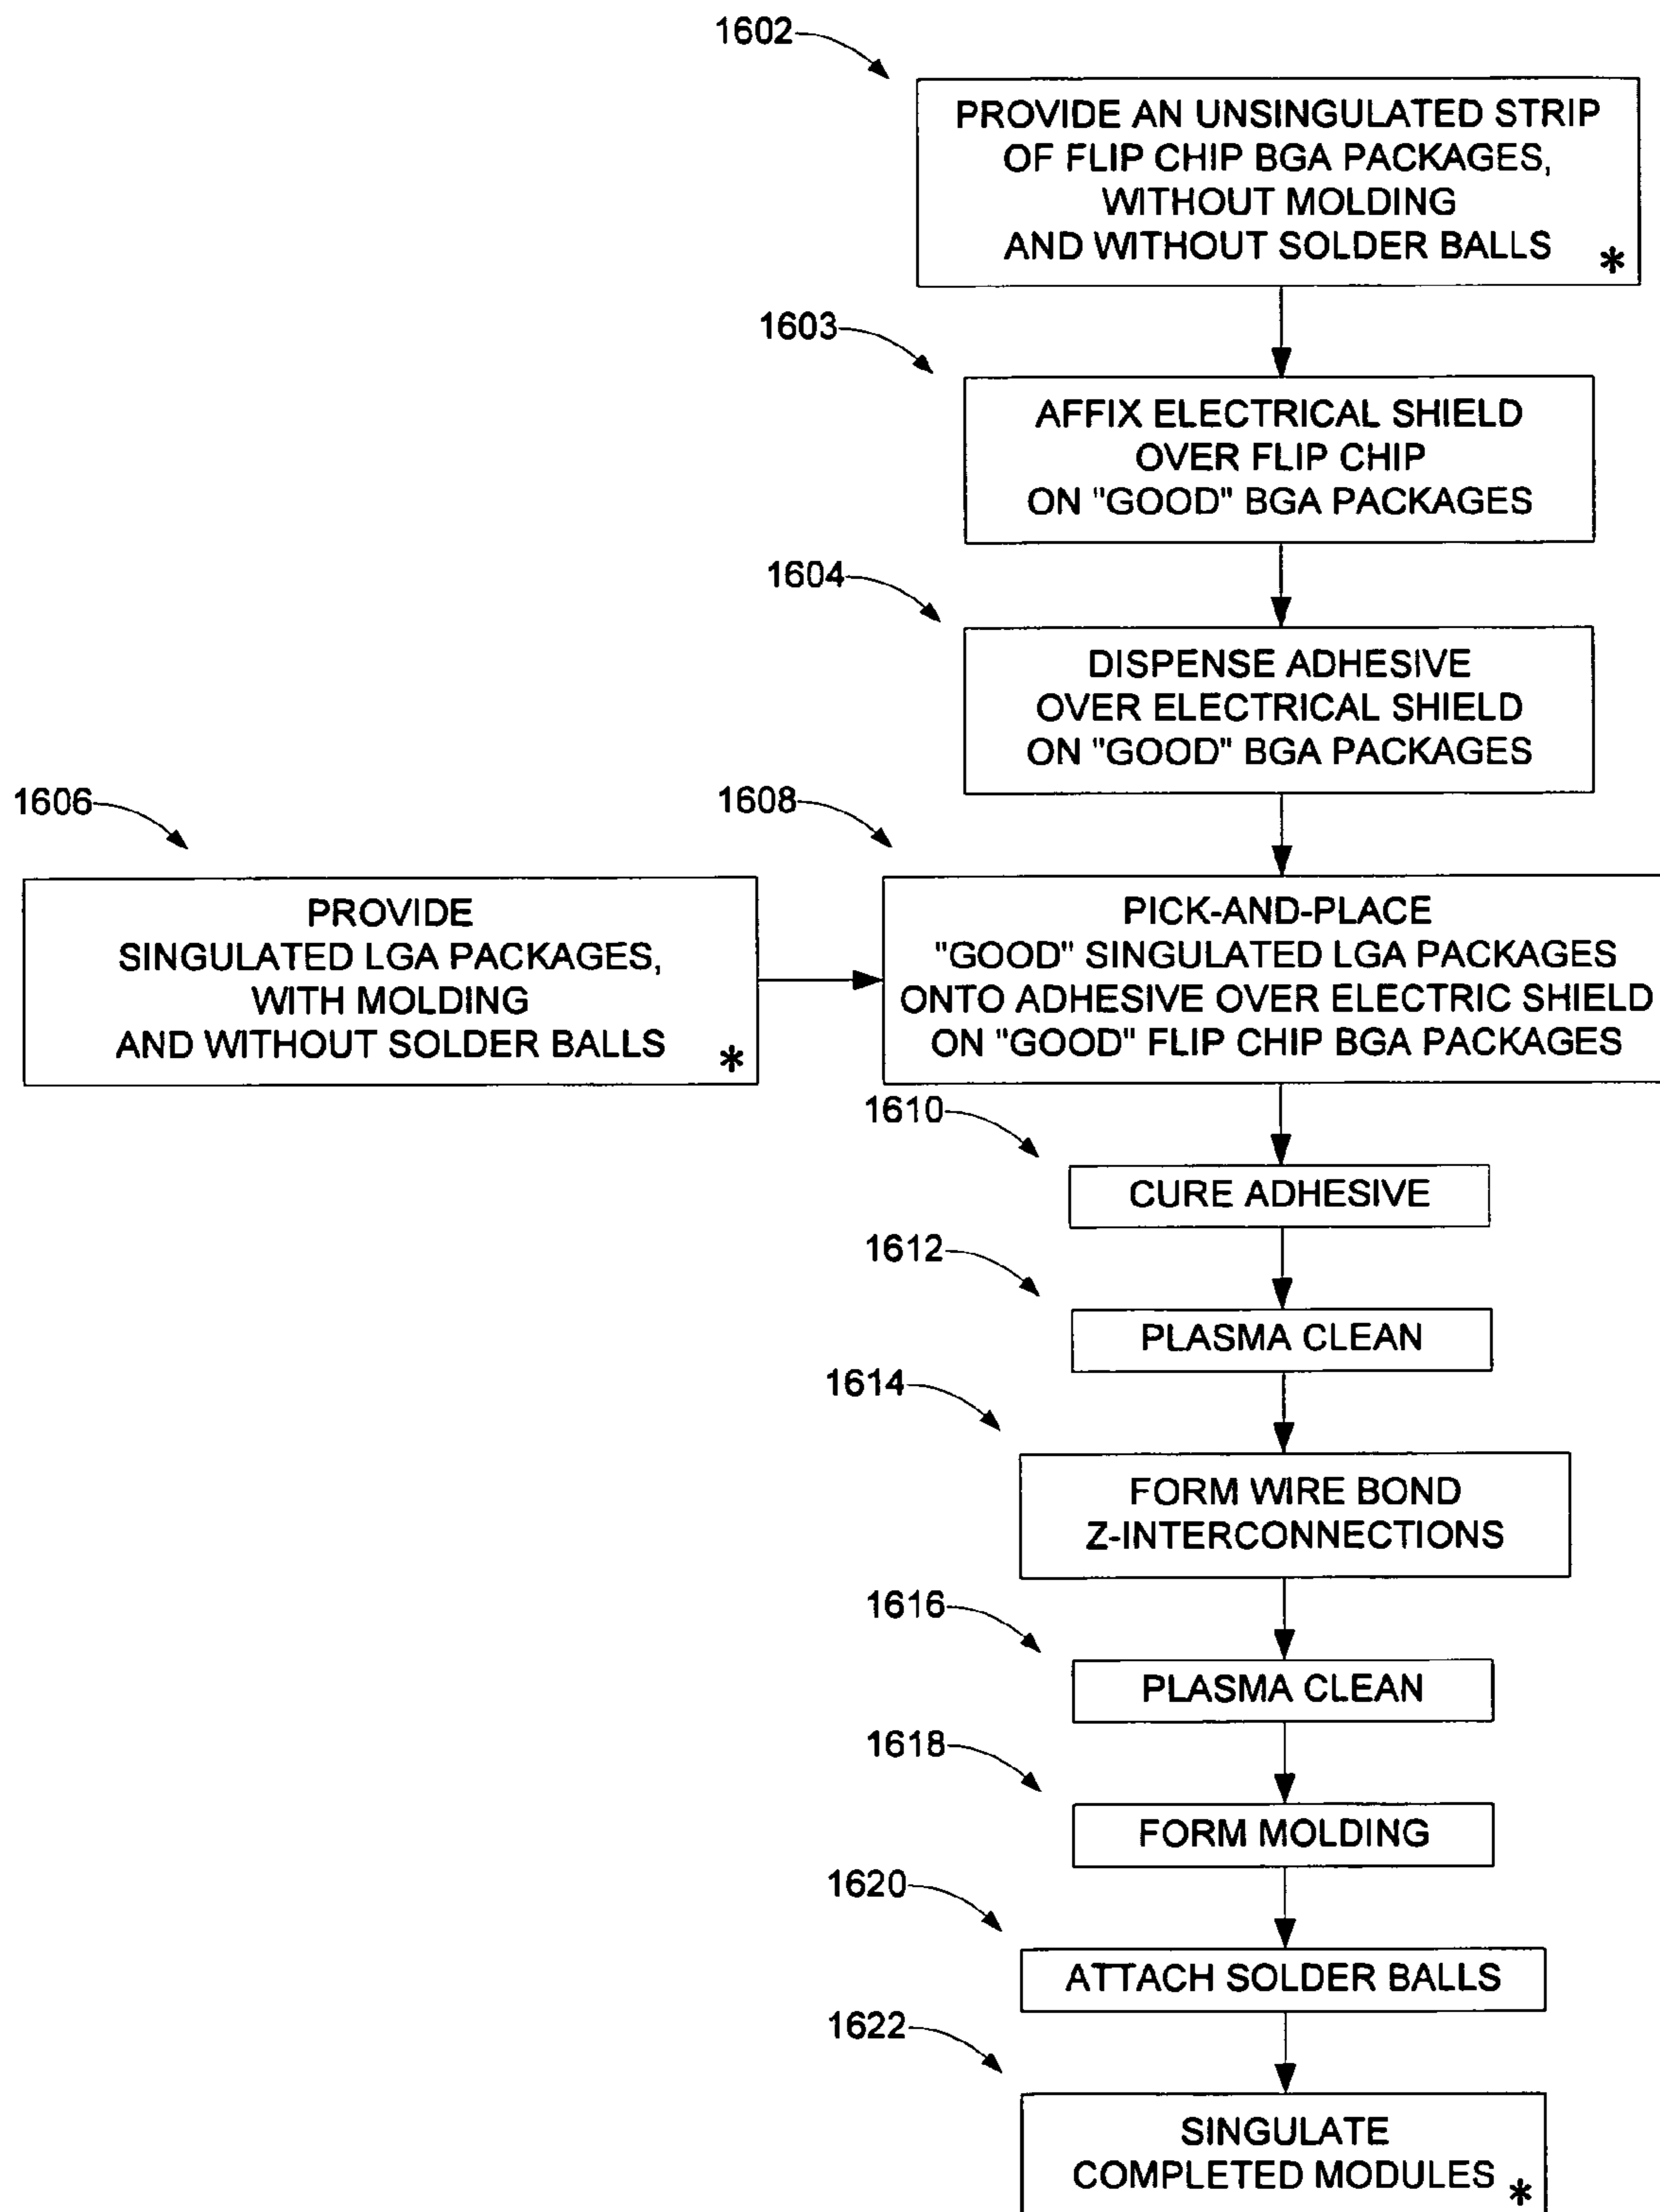 1602
PROVIDE AN UNSINGULATED STRIP
OF FLIP CHIP BGA PACKAGES,
WITHOUT MOLDING
AND WITHOUT SOLDER BALLS *
1603
AFFIX ELECTRICAL SHIELD
OVER FLIP CHIP
ON "GOOD" BGA PACKAGES
1604
DISPENSE ADHESIVE
OVER ELECTRICAL SHIELD
ON "GOOD" BGA PACKAGES
1606
PROVIDE
SINGULATED LGA PACKAGES,
WITH MOLDING
AND WITHOUT SOLDER BALLS *
1608
PICK-AND-PLACE
"GOOD" SINGULATED LGA PACKAGES
ONTO ADHESIVE OVER ELECTRIC SHIELD
ON "GOOD" FLIP CHIP BGA PACKAGES
1610
CURE ADHESIVE
1612
PLASMA CLEAN
1614
FORM WIRE BOND
Z-INTERCONNECTIONS
1616
PLASMA CLEAN
1618
FORM MOLDING
1620
ATTACH SOLDER BALLS
1622
SINGULATE
COMPLETED MODULES *